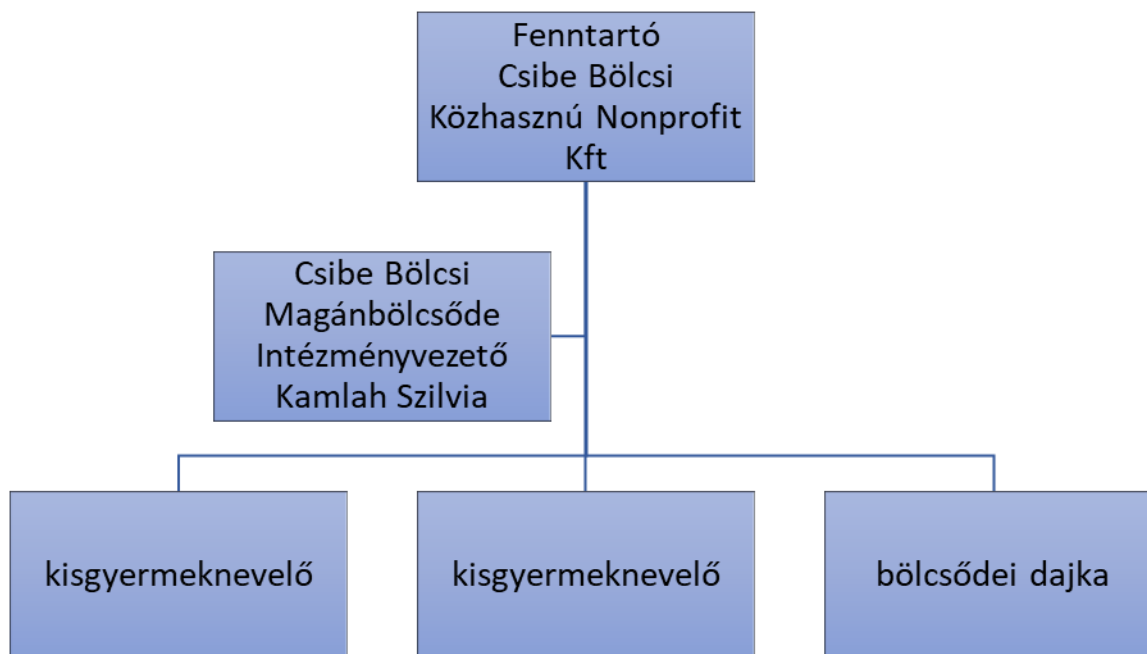 Fenntartó
Csibe Bölcsi
Közhasznú Nonprofit
Kft
Csibe Bölcsi
Magánbölcsőde
Intézményvezető
Kamlah Szilvia
kisgyermeknevelő
kisgyermeknevelő
bölcsődei dajka